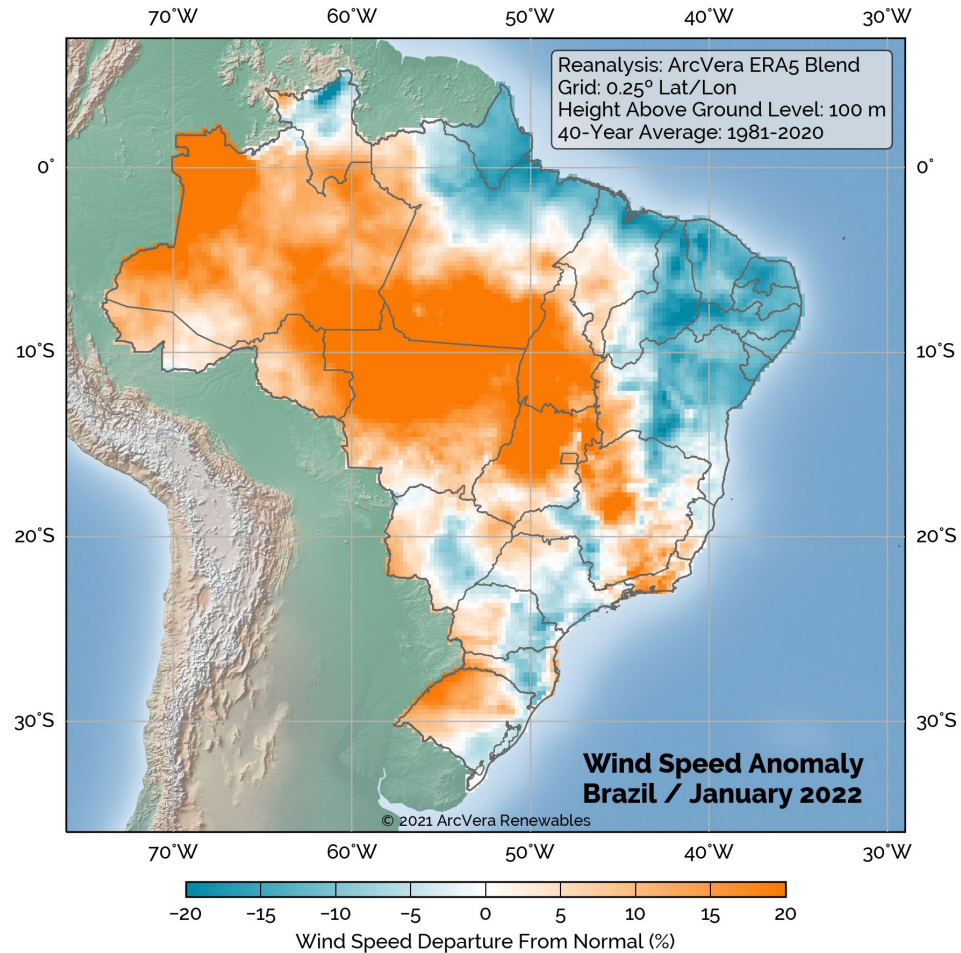 70˚W 60˚W 50˚W 40˚W 30˚W
Reanalysis: ArcVera ERA5 Blend
Grid: 0.25º Lat/Lon
Height Above Ground Level: 100 m
40-Year Average: 1981-2020
0˚ 0˚
10˚S 10˚S
20˚S 20˚S
30˚S 30˚S
Wind Speed Anomaly
Brazil / January 2022
© 2021 ArcVera Renewables
70˚W 60˚W 50˚W 40˚W 30˚W
−20 −15 −10 −5 0 5 10 15 20
Wind Speed Departure From Normal (%)